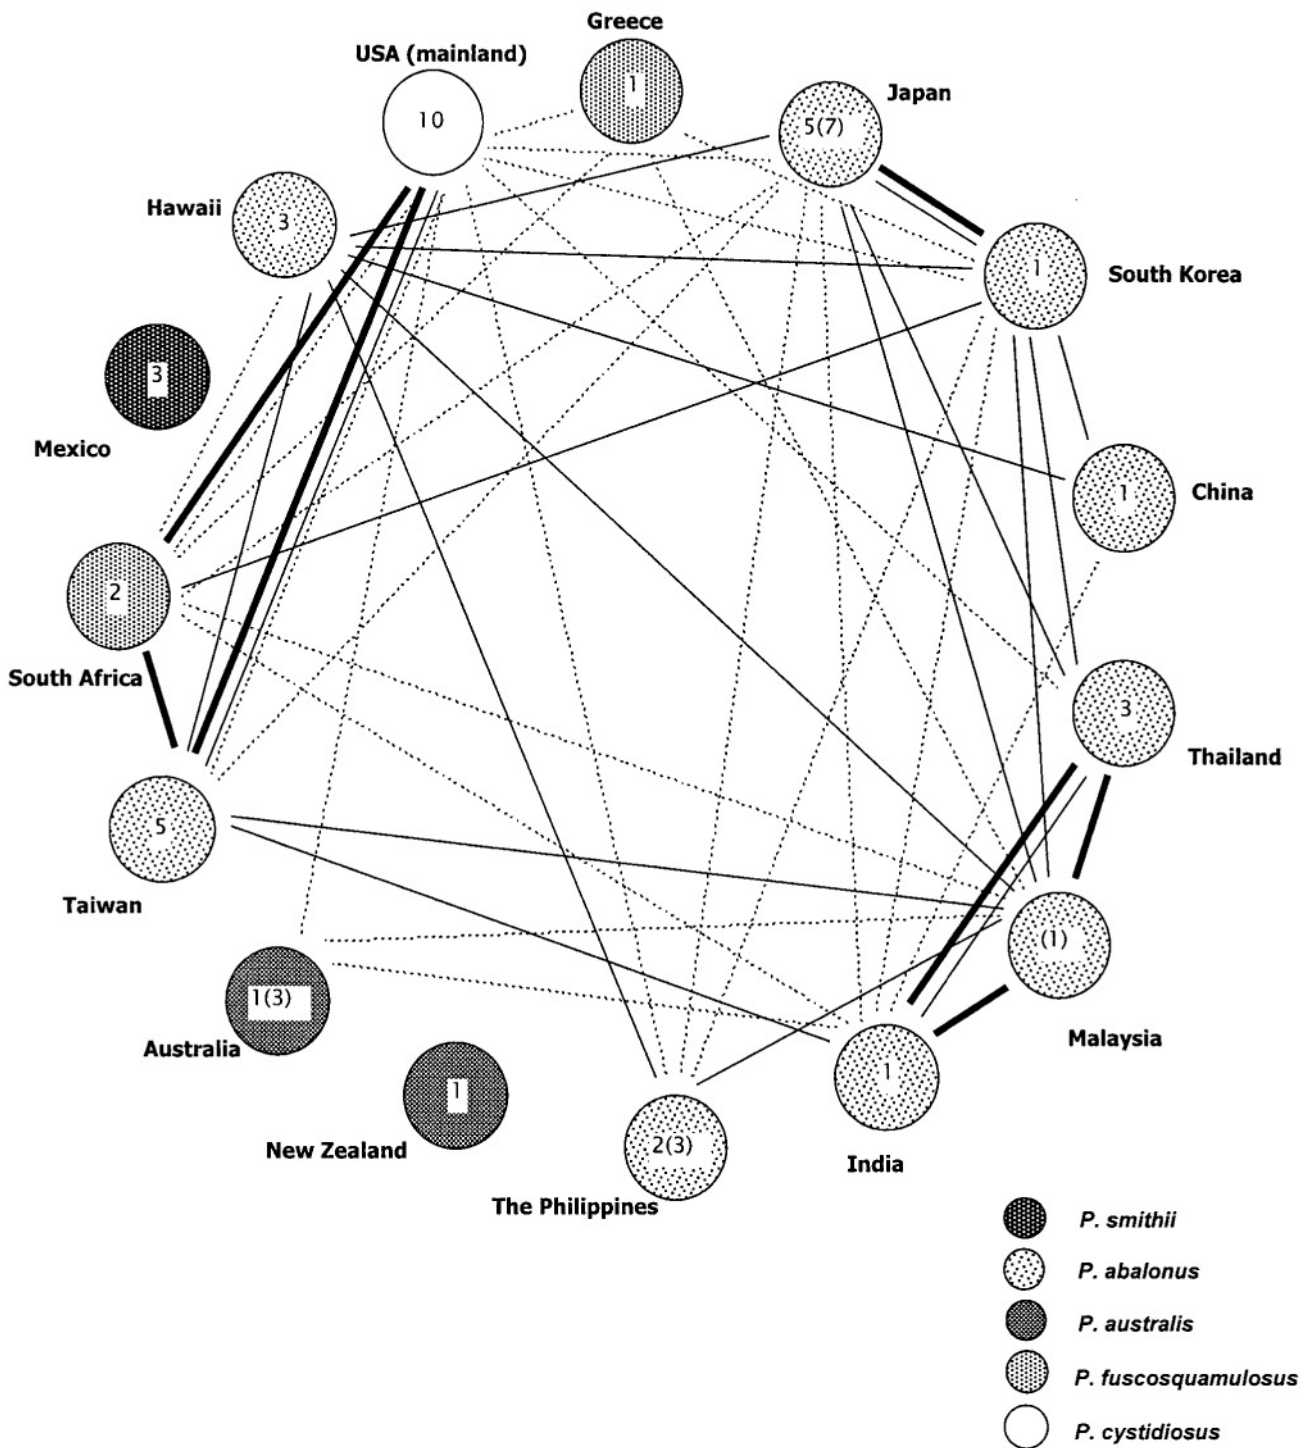 Greece
USA (mainland)
1
Japan
10
5(7)
Hawaii
3
1
South Korea
3
Mexico
1
China
2
South Africa
3
Thailand
5
Taiwan
(1)
Malaysia
1(3)
Australia
1
New Zealand
1
India
2(3)
The Philippines
P. smithii
P. abalonus
P. australis
P. fuscosquamulosus
P. cystidiosus